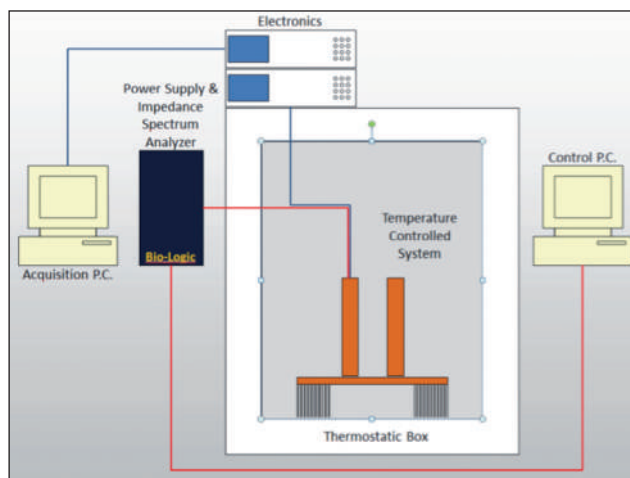 Electronics
Power Supply &
Impedance
Spectrum
Analyzer
Control P.C.
Temperature
Controlled
System
Bio-Logic
Acquisition P.C.
Thermostatic Box